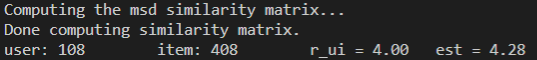 Computing the msd similarity matrix...
Done computing similarity matrix.
user: 108        item: 408        r_ui = 4.00   est = 4.28